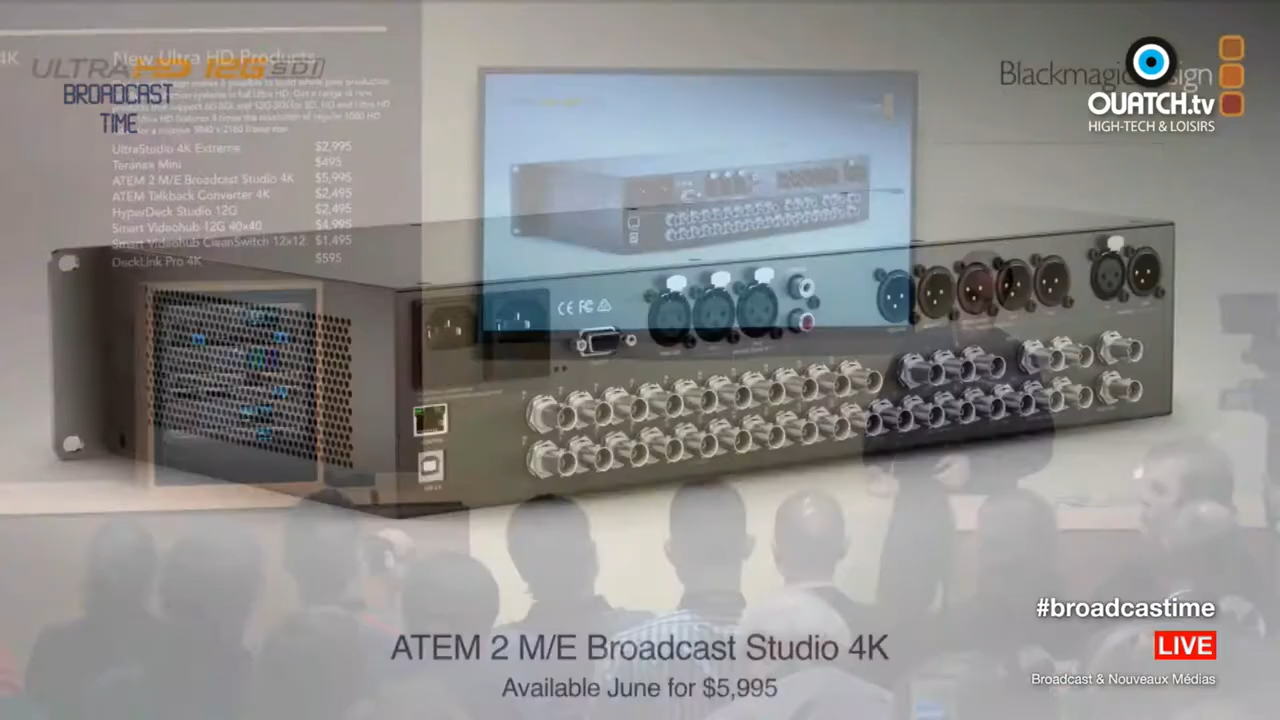 4K
New Ultra HD Products
ULTRA HD 12G SDI
BROADCAST
TIME
UltraStudio 4K Extreme $2,995
Teranex Mini $495
ATEM 2 M/E Broadcast Studio 4K $5,995
ATEM Talkback Converter 4K $2,495
HyperDeck Studio 12G $2,495
Smart Videohub 12G 40x40 $4,995
Smart Videohub CleanSwitch 12x12 $1,495
DeckLink Pro 4K $595
OUATCH.tv
HIGH-TECH & LOISIRS
CE FC
#broadcastime
LIVE
Broadcast & Nouveaux Médias
ATEM 2 M/E Broadcast Studio 4K
Available June for $5,995